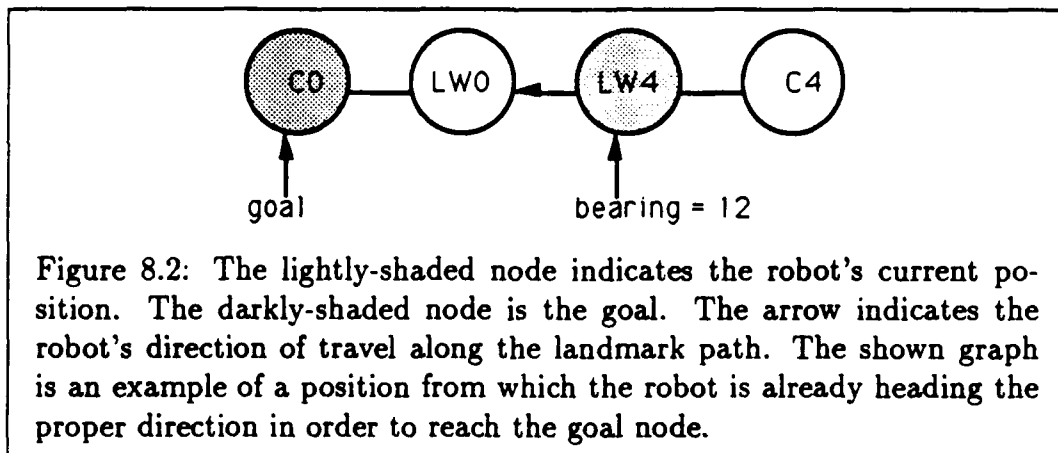 C0 LW0 LW4 C4
goal bearing = 12
Figure 8.2: The lightly-shaded node indicates the robot's current po-
sition. The darkly-shaded node is the goal. The arrow indicates the
robot's direction of travel along the landmark path. The shown graph
is an example of a position from which the robot is already heading the
proper direction in order to reach the goal node.